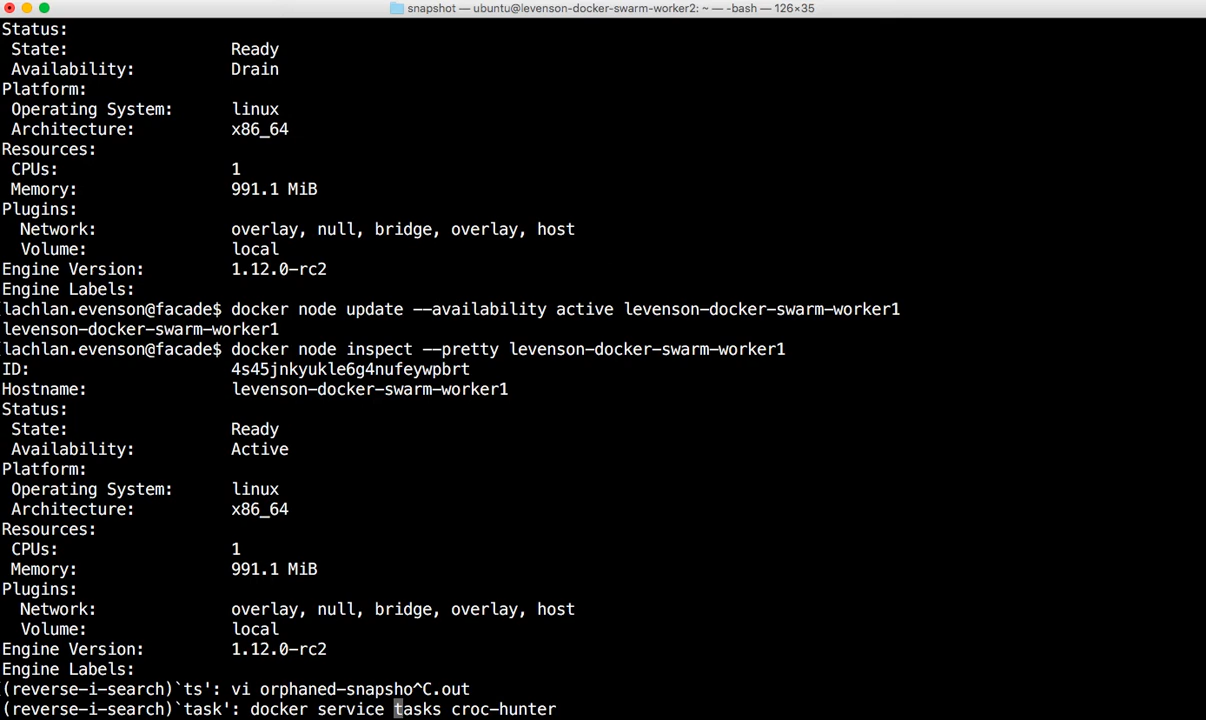 snapshot — ubuntu@levenson-docker-swarm-worker2: ~ — -bash — 126×35
Status:
State: Ready
Availability: Drain
Platform:
Operating System: linux
Architecture: x86_64
Resources:
CPUs: 1
Memory: 991.1 MiB
Plugins:
Network: overlay, null, bridge, overlay, host
Volume: local
Engine Version: 1.12.0-rc2
Engine Labels:
[lachlan.evenson@facade$ docker node update --availability active levenson-docker-swarm-worker1
levenson-docker-swarm-worker1
[lachlan.evenson@facade$ docker node inspect --pretty levenson-docker-swarm-worker1
ID: 4s45jnkyukle6g4nufeywpbrt
Hostname: levenson-docker-swarm-worker1
Status:
State: Ready
Availability: Active
Platform:
Operating System: linux
Architecture: x86_64
Resources:
CPUs: 1
Memory: 991.1 MiB
Plugins:
Network: overlay, null, bridge, overlay, host
Volume: local
Engine Version: 1.12.0-rc2
Engine Labels:
[(reverse-i-search)`ts': vi orphaned-snapsho^C.out
(reverse-i-search)`task': docker service tasks croc-hunter